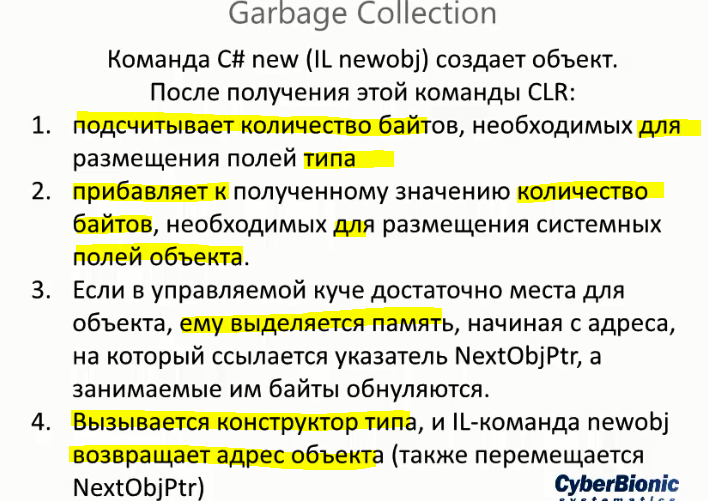 Garbage Collection
Команда C# new (IL newobj) создает объект.
После получения этой команды CLR:
1. подсчитывает количество байтов, необходимых для
размещения полей типа
2. прибавляет к полученному значению количество
байтов, необходимых для размещения системных
полей объекта.
3. Если в управляемой куче достаточно места для
объекта, ему выделяется память, начиная с адреса,
на который ссылается указатель NextObjPtr, а
занимаемые им байты обнуляются.
4. Вызывается конструктор типа, и IL-команда newobj
возвращает адрес объекта (также перемещается
NextObjPtr)
CyberBionic
systematics